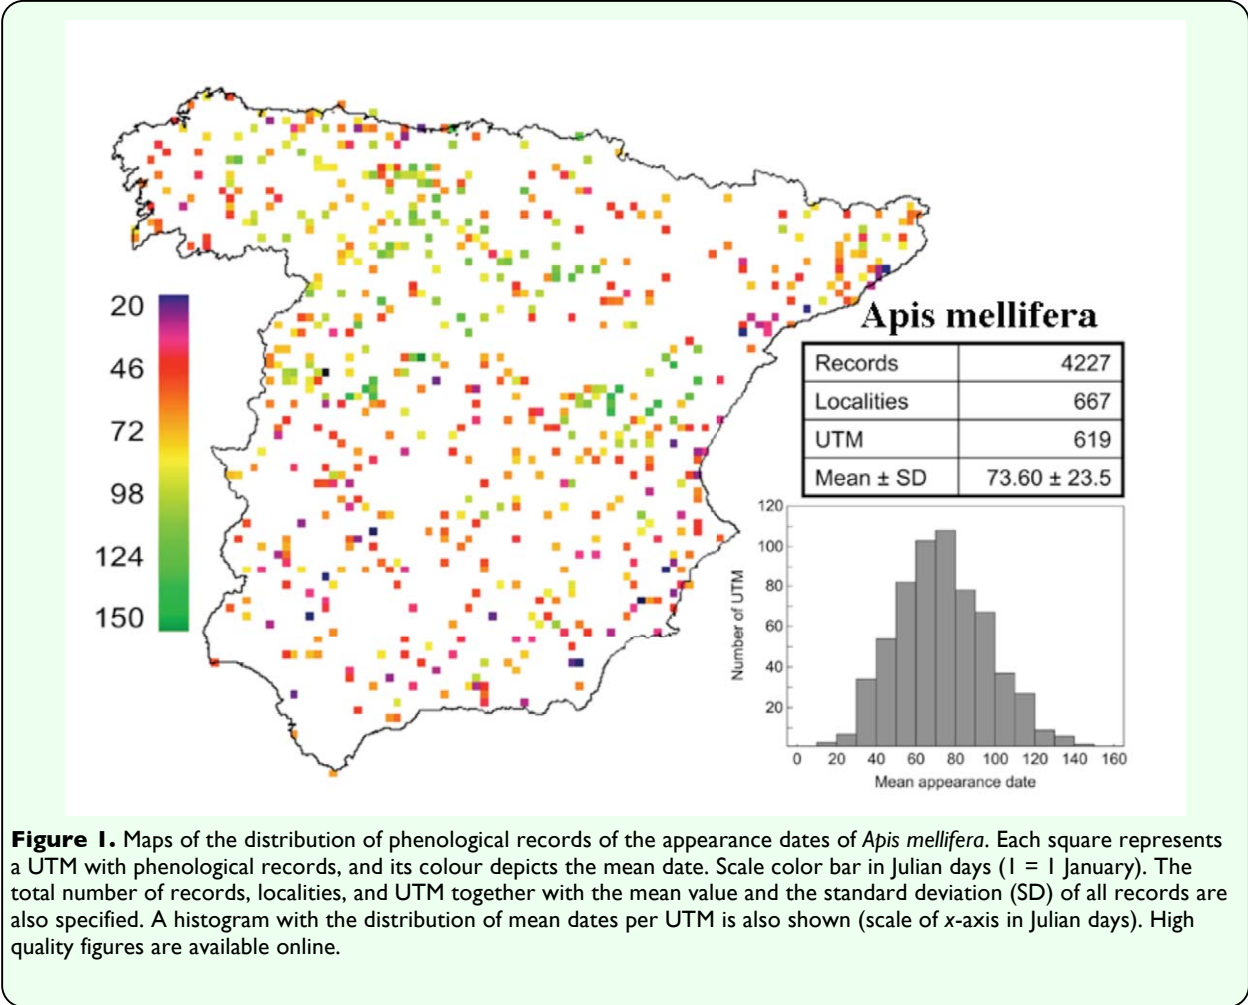 20
46
72
98
124
150
Apis mellifera
Records 4227
Localities 667
UTM 619
Mean ± SD 73.60 ± 23.5
120
100
80
60
40
20
Number of UTM
0 20 40 60 80 100 120 140 160
Mean appearance date
Figure 1. Maps of the distribution of phenological records of the appearance dates of Apis mellifera. Each square represents
a UTM with phenological records, and its colour depicts the mean date. Scale color bar in Julian days (1 = 1 January). The
total number of records, localities, and UTM together with the mean value and the standard deviation (SD) of all records are
also specified. A histogram with the distribution of mean dates per UTM is also shown (scale of x-axis in Julian days). High
quality figures are available online.